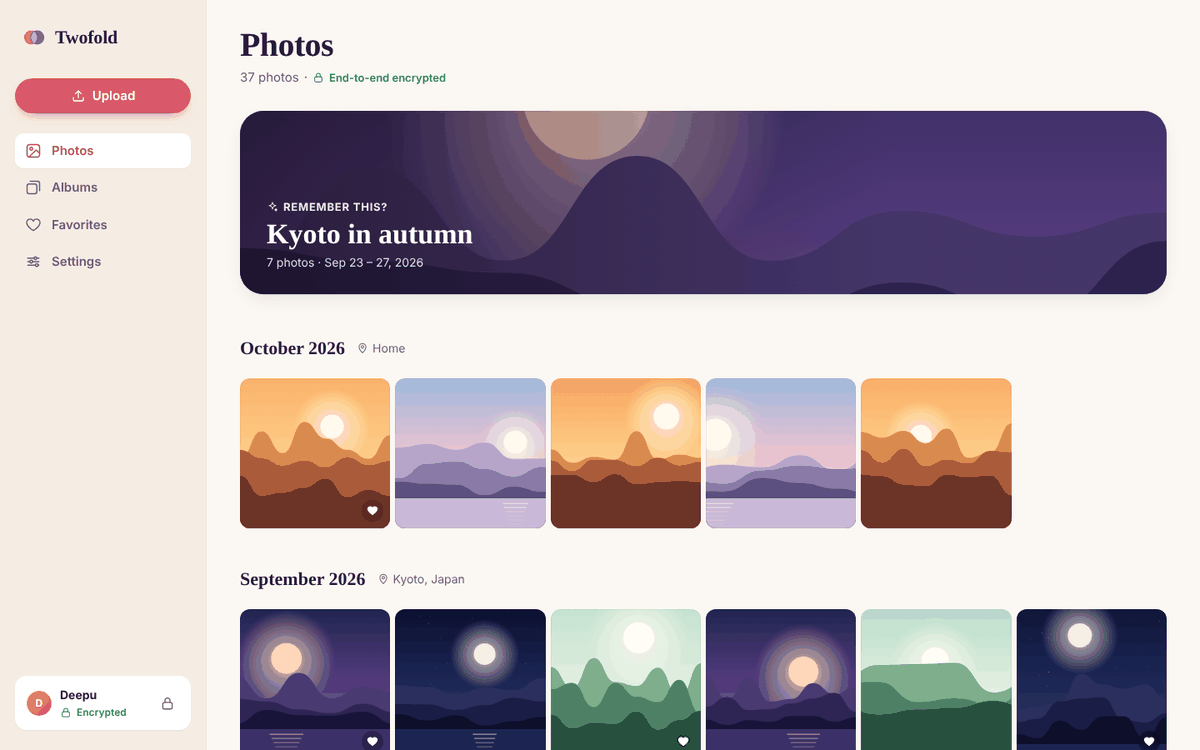 Twofold
Upload
Photos
Albums
Favorites
Settings
D
Deepu
Encrypted
Photos
37 photos · End-to-end encrypted
REMEMBER THIS?
Kyoto in autumn
7 photos · Sep 23 – 27, 2026
October 2026 Home
September 2026 Kyoto, Japan